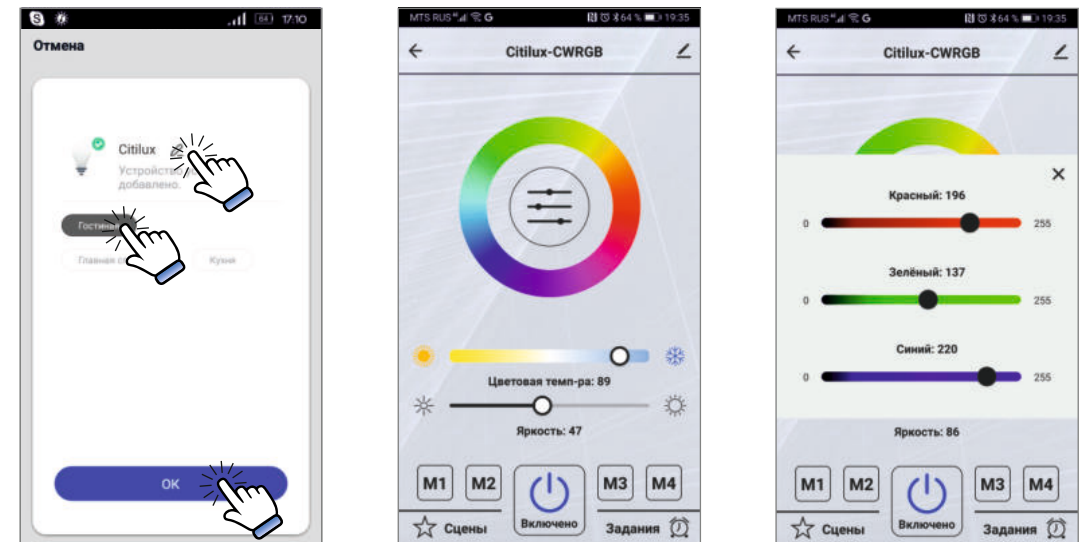 64 17:10
Отмена
Citilux
Устройство
добавлено.
Главная
Кухня
OK
MTS RUS G 64 % 19:35
Citilux-CWRGB
Цветовая темп-ра: 89
Яркость: 47
M1 M2 Включено M3 M4
Сцены Задания
MTS RUS G 64 % 19:35
Citilux-CWRGB
Красный: 196
0 255
Зелёный: 137
0 255
Синий: 220
0 255
Яркость: 86
M1 M2 Включено M3 M4
Сцены Задания